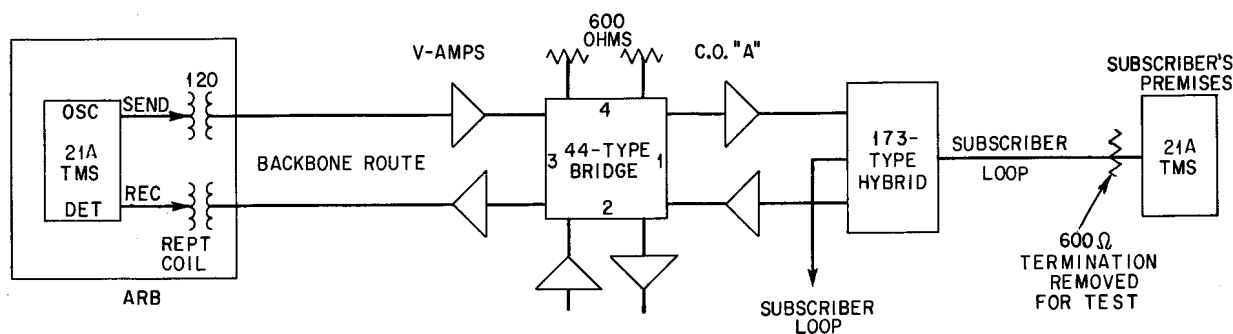 600
OHMS
V-AMPS
C.O. "A"
SUBSCRIBER'S
PREMISES
120
OSC
SEND
21A
TMS
DET
REC
REPT
COIL
ARB
BACKBONE ROUTE
4
3
44-TYPE
BRIDGE
1
2
173-
TYPE
HYBRID
SUBSCRIBER
LOOP
SUBSCRIBER
LOOP
21A
TMS
600Ω
TERMINATION
REMOVED
FOR TEST